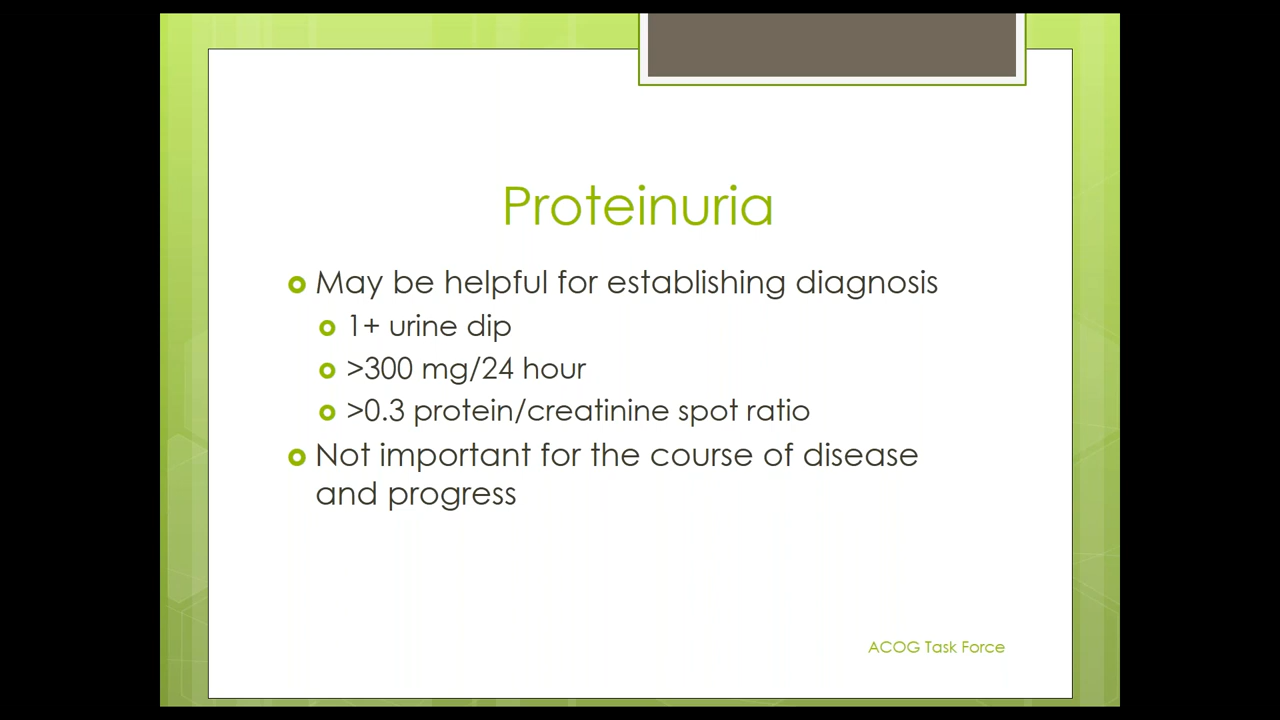 Proteinuria
May be helpful for establishing diagnosis
1+ urine dip
>300 mg/24 hour
>0.3 protein/creatinine spot ratio
Not important for the course of disease
and progress
ACOG Task Force